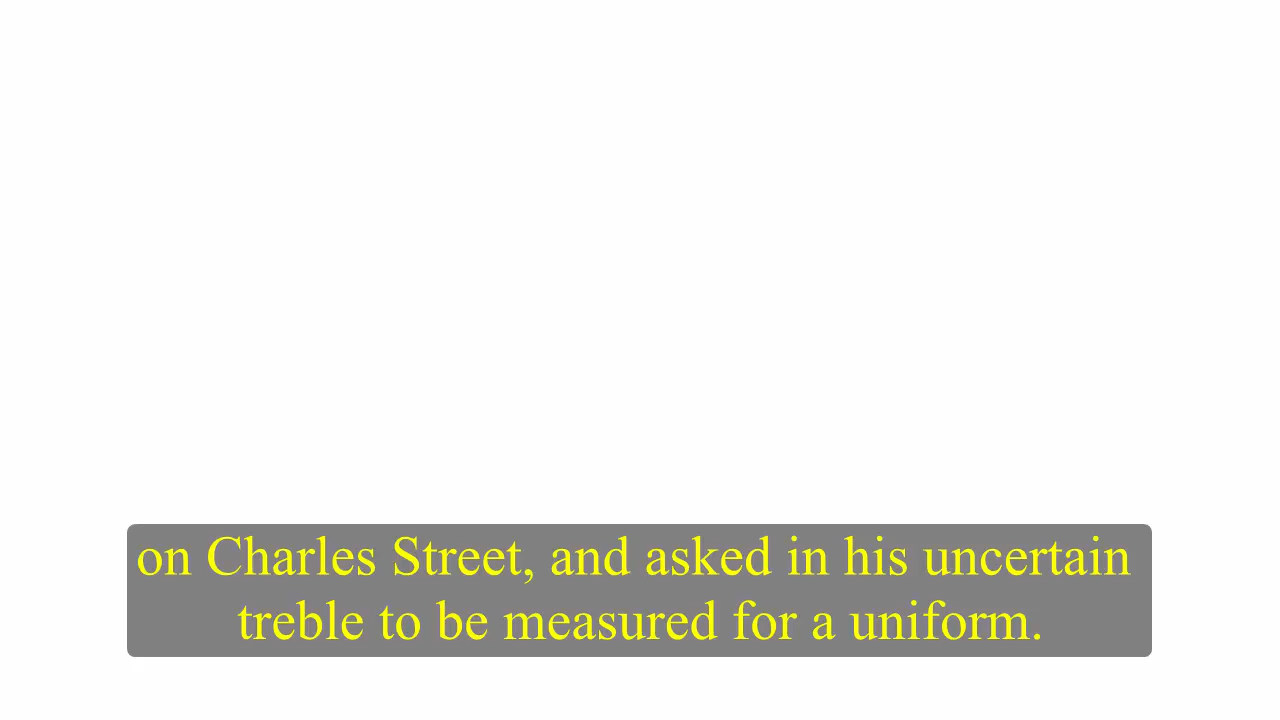 on Charles Street, and asked in his uncertain
treble to be measured for a uniform.